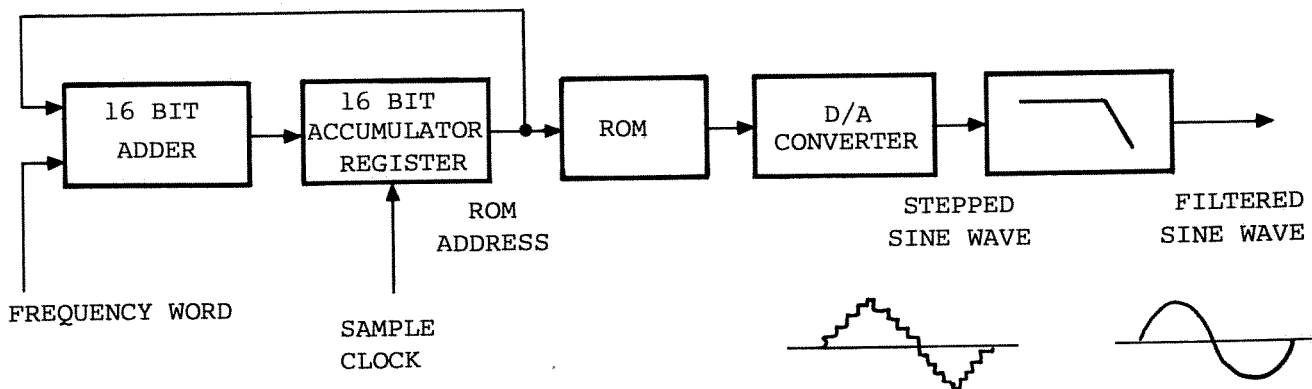 16 BIT
ADDER
16 BIT
ACCUMULATOR
REGISTER
ROM
D/A
CONVERTER
ROM
ADDRESS
STEPPED
SINE WAVE
FILTERED
SINE WAVE
FREQUENCY WORD
SAMPLE
CLOCK